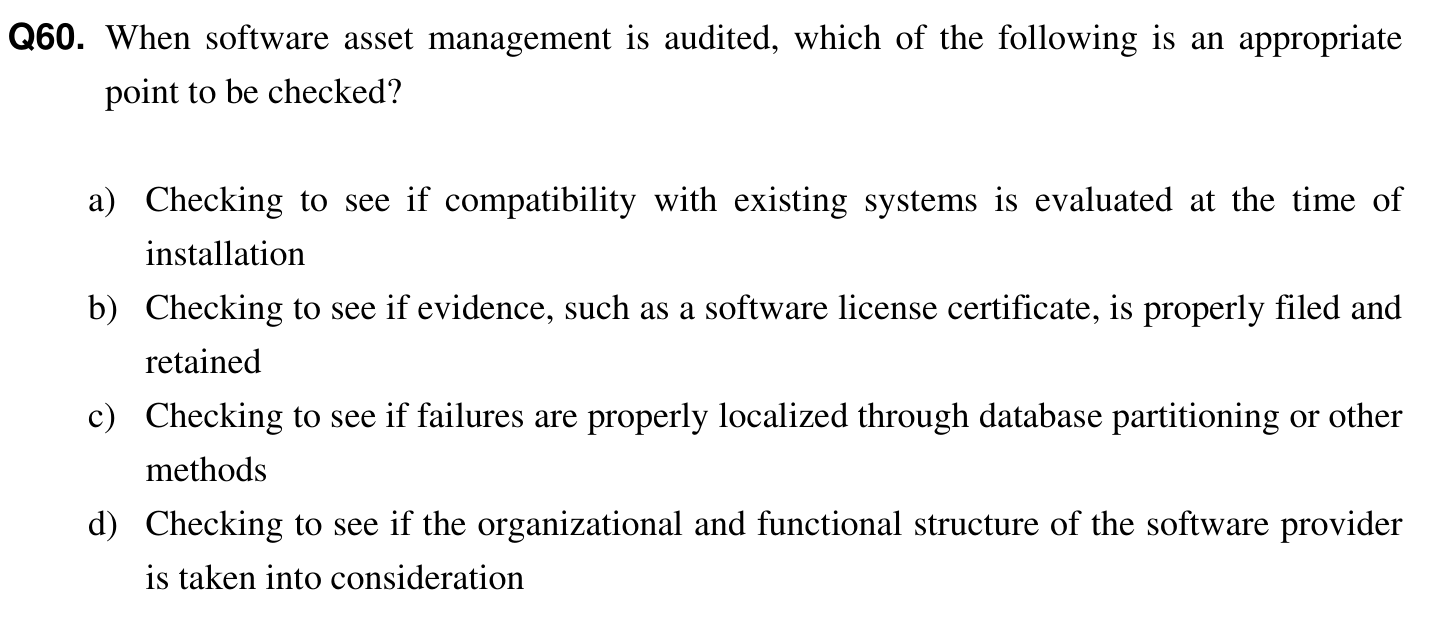 Q60. When software asset management is audited, which of the following is an appropriate
point to be checked?
a) Checking to see if compatibility with existing systems is evaluated at the time of
installation
b) Checking to see if evidence, such as a software license certificate, is properly filed and
retained
c) Checking to see if failures are properly localized through database partitioning or other
methods
d) Checking to see if the organizational and functional structure of the software provider
is taken into consideration